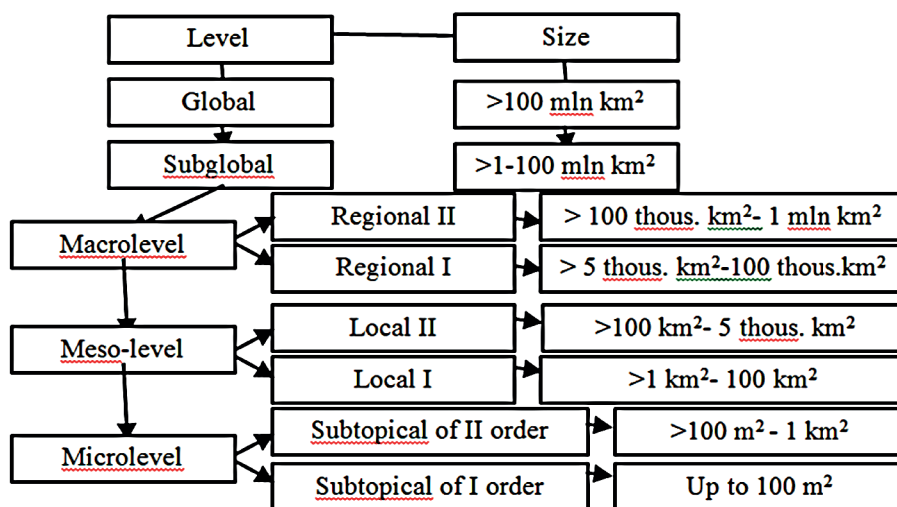 Level
Size
Global
>100 mln km²
Subglobal
>1-100 mln km²
Macrolevel
Regional II
> 100 thous. km²- 1 mln km²
Regional I
> 5 thous. km²-100 thous.km²
Meso-level
Local II
>100 km²- 5 thous. km²
Local I
>1 km²- 100 km²
Microlevel
Subtopical of II order
>100 m² - 1 km²
Subtopical of I order
Up to 100 m²